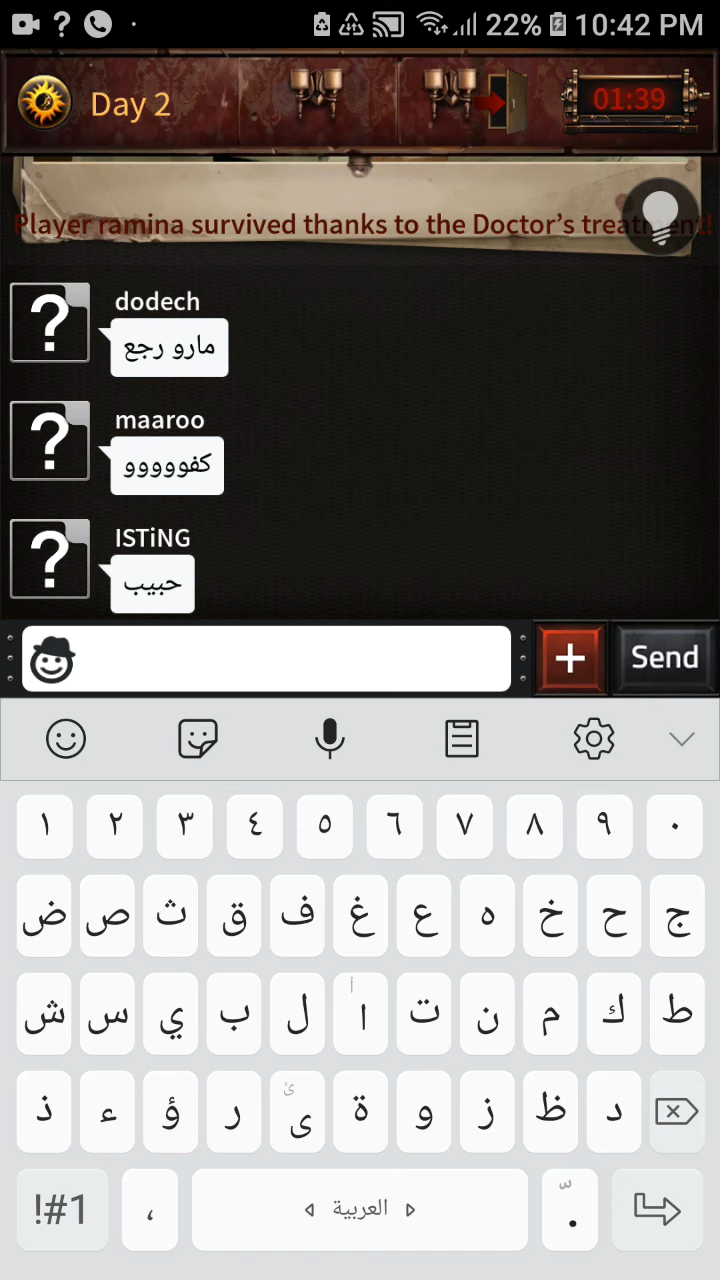 22% 10:42 PM
Day 2
01:39
Player ramina survived thanks to the Doctor's treatment!
dodech
مارو رجع
maaroo
كفووووو
ISTiNG
حبيب
Send
١ ٢ ٣ ٤ ٥ ٦ ٧ ٨ ٩ ٠
ض ص ث ق ف غ ع ه خ ح ج
ش س ي ب ل ا أ ت ن م ك ط
ذ ء ؤ ر ى ئ ة و ز ظ د
!#1 ، العربية . ّ